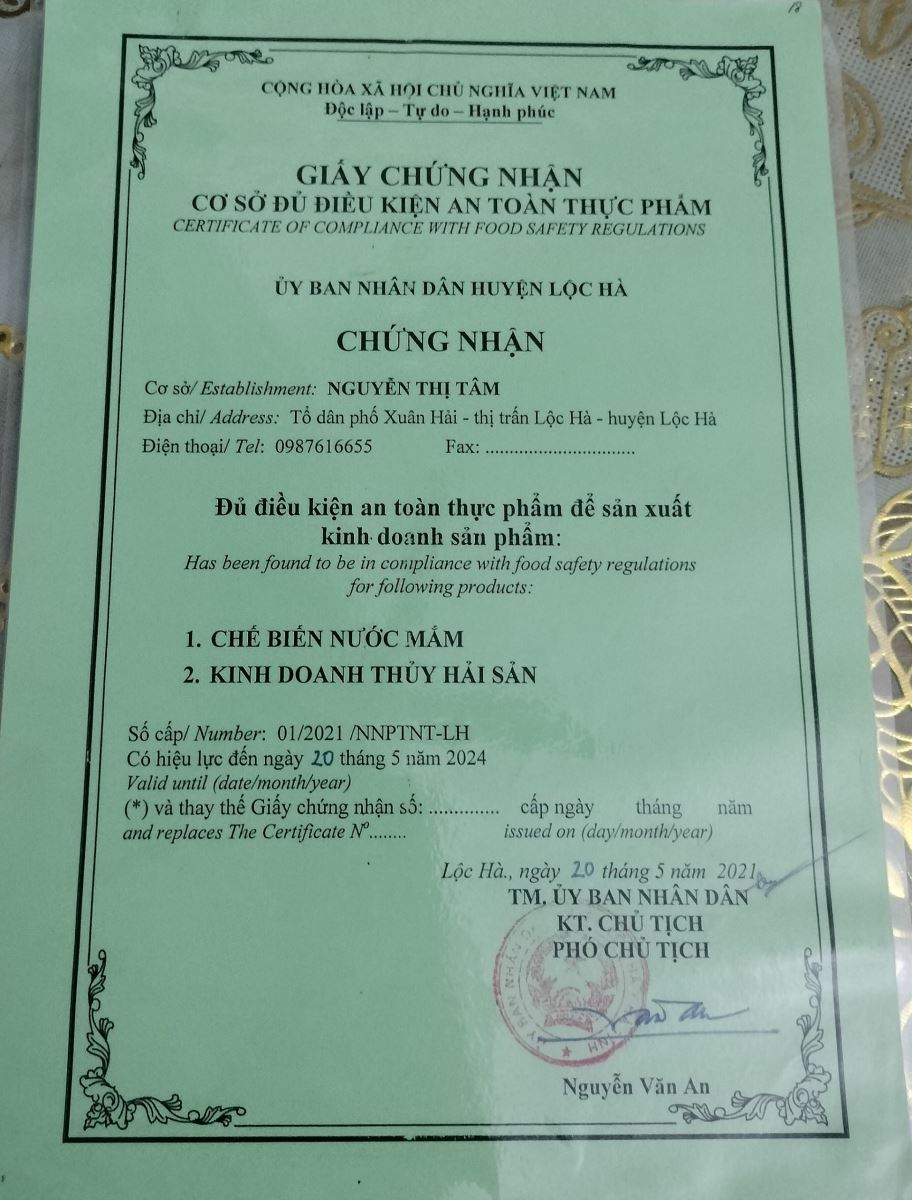 CỘNG HÒA XÃ HỘI CHỦ NGHĨA VIỆT NAM
Độc lập – Tự do – Hạnh phúc
GIẤY CHỨNG NHẬN
CƠ SỞ ĐỦ ĐIỀU KIỆN AN TOÀN THỰC PHẨM
CERTIFICATE OF COMPLIANCE WITH FOOD SAFETY REGULATIONS
ỦY BAN NHÂN DÂN HUYỆN LỘC HÀ
CHỨNG NHẬN
Cơ sở/ Establishment: NGUYỄN THỊ TÂM
Địa chỉ/ Address: Tổ dân phố Xuân Hải - thị trấn Lộc Hà - huyện Lộc Hà
Điện thoại/ Tel: 0987616655 Fax: ...............................
Đủ điều kiện an toàn thực phẩm để sản xuất
kinh doanh sản phẩm:
Has been found to be in compliance with food safety regulations
for following products:
1. CHẾ BIẾN NƯỚC MẮM
2. KINH DOANH THỦY HẢI SẢN
Số cấp/ Number: 01/2021 /NNPTNT-LH
Có hiệu lực đến ngày 20 tháng 5 năm 2024
Valid until (date/month/year)
(*) và thay thế Giấy chứng nhận số: .............. cấp ngày tháng năm
and replaces The Certificate Nº........ issued on (day/month/year)
Lộc Hà., ngày 20 tháng 5 năm 2021
TM. ỦY BAN NHÂN DÂN
KT. CHỦ TỊCH
PHÓ CHỦ TỊCH
Nguyễn Văn An